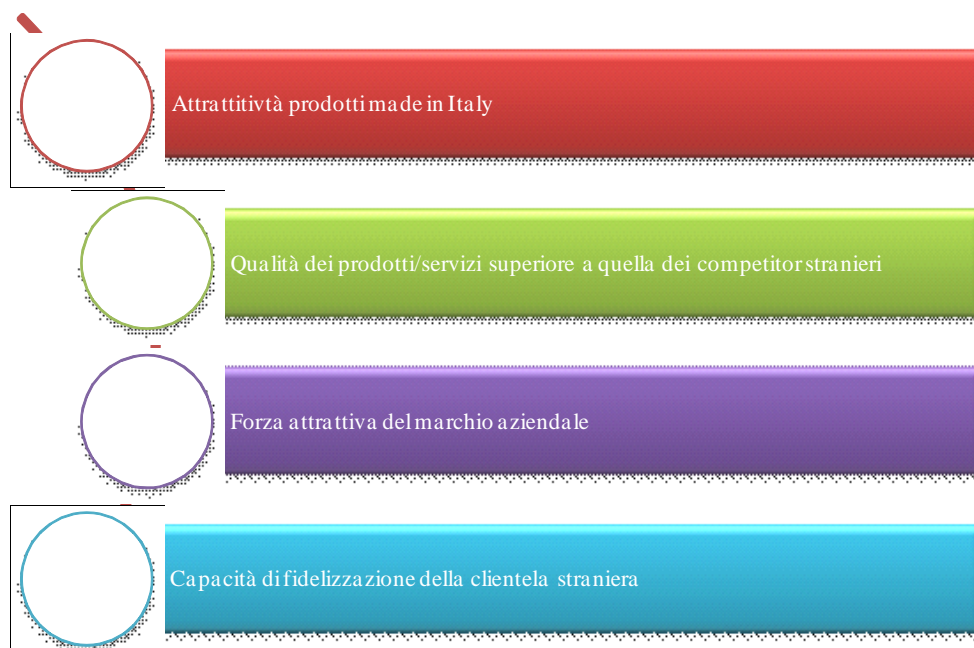 Attrattitivtà prodotti made in Italy
Qualità dei prodotti/servizi superiore a quella dei competitor stranieri
Forza attrattiva del marchio aziendale
Capacità di fidelizzazione della clientela straniera